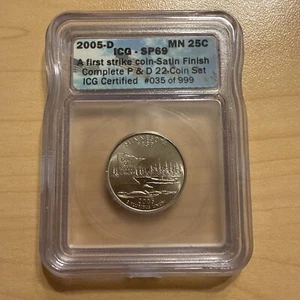 2005-D MN 25C
ICG - SP69
A first strike coin-Satin Finish
Complete P & D 22-Coin Set
ICG Certified #035 of 999
2005